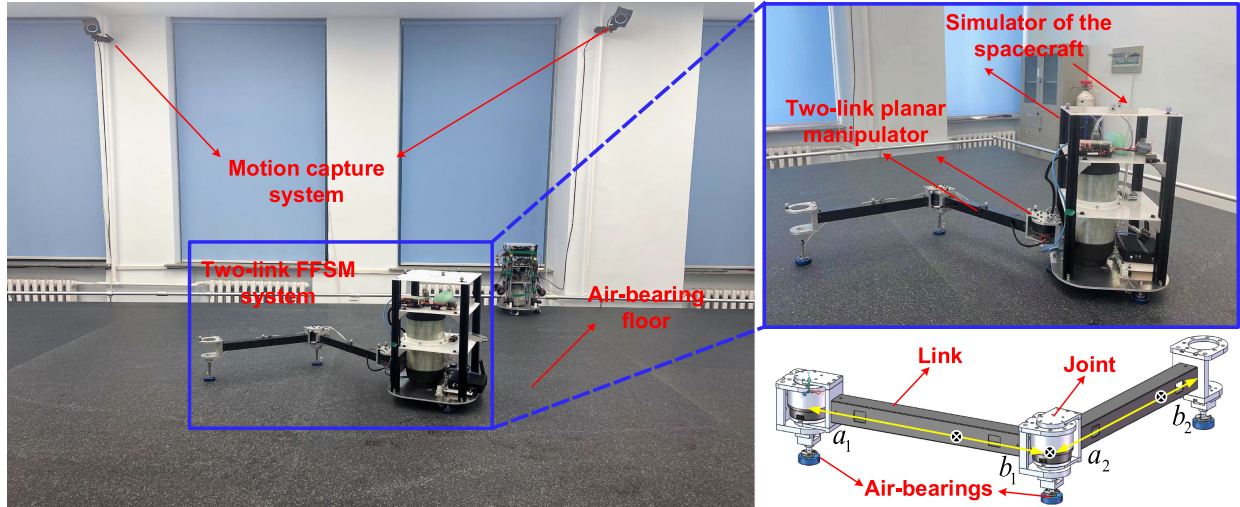 Motion capture
system
Two-link FFSM
system
Air-bearing
floor
Simulator of the
spacecraft
Two-link planar
manipulator
Link
Joint
a₁
b₁
a₂
b₂
Air-bearings